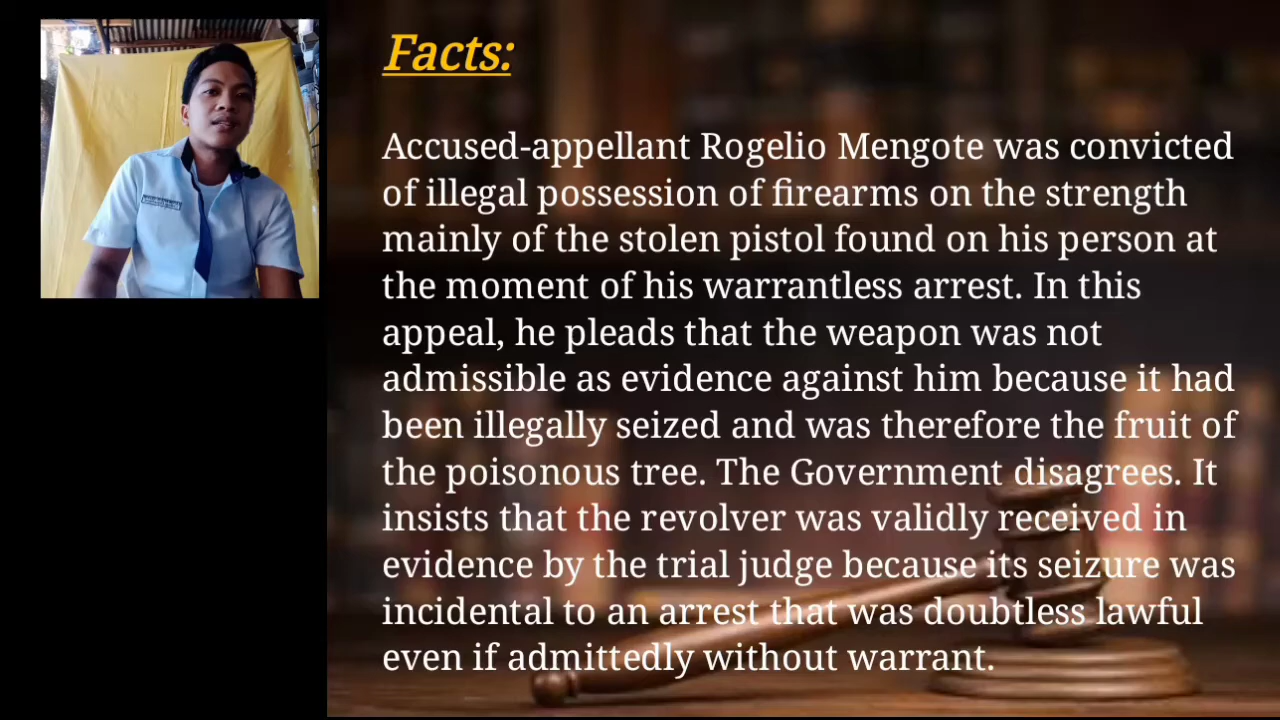 Facts:
Accused-appellant Rogelio Mengote was convicted
of illegal possession of firearms on the strength
mainly of the stolen pistol found on his person at
the moment of his warrantless arrest. In this
appeal, he pleads that the weapon was not
admissible as evidence against him because it had
been illegally seized and was therefore the fruit of
the poisonous tree. The Government disagrees. It
insists that the revolver was validly received in
evidence by the trial judge because its seizure was
incidental to an arrest that was doubtless lawful
even if admittedly without warrant.